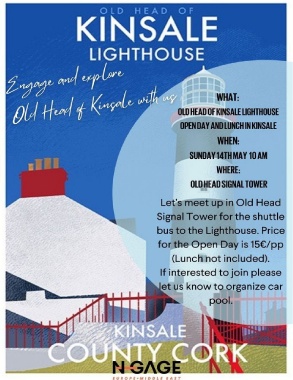 OLD HEAD OF
KINSALE
LIGHTHOUSE
Engage and explore
Old Head of Kinsale with us
WHAT:
OLD HEAD OF KINSALE LIGHTHOUSE
OPEN DAY AND LUNCH IN KINSALE
WHEN:
SUNDAY 14TH MAY 10 AM
WHERE:
OLD HEAD SIGNAL TOWER
Let's meet up in Old Head
Signal Tower for the shuttle
bus to the Lighthouse. Price
for the Open Day is 15€/pp
(Lunch not included).
If interested to join please
let us know to organize car
pool.
KINSALE
COUNTY CORK
N GAGE
EUROPE-MIDDLE EAST